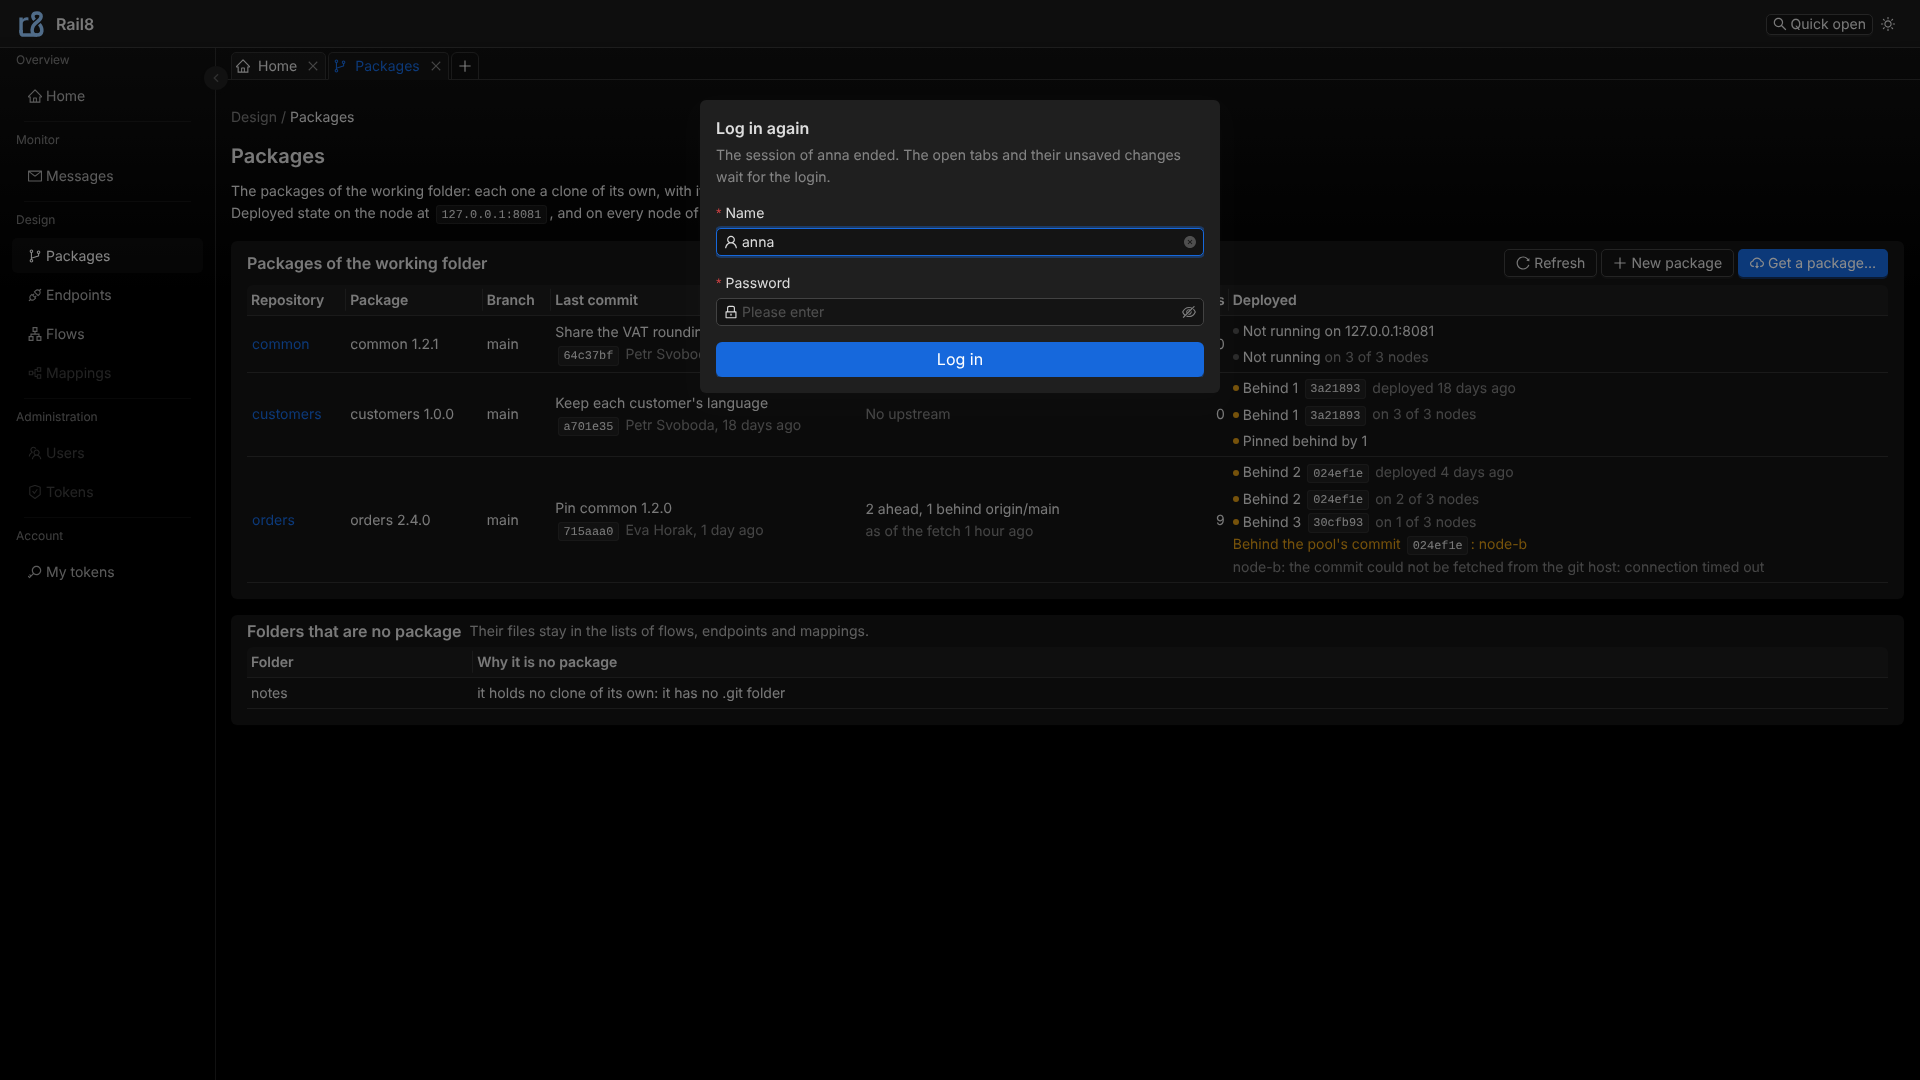 Rail8
Quick open
Overview
Home
Monitor
Messages
Design
Packages
Endpoints
Flows
Mappings
Administration
Users
Tokens
Account
My tokens
Home
Packages
Design / Packages
Packages
The packages of the working folder: each one a clone of its own, with
Deployed state on the node at 127.0.0.1:8081, and on every node of
Log in again
The session of anna ended. The open tabs and their unsaved changes
wait for the login.
* Name
anna
* Password
Please enter
Log in
Packages of the working folder
Refresh
New package
Get a package...
Repository Package Branch Last commit Deployed
common common 1.2.1 main
Share the VAT
64c37bf Petr
Not running on 127.0.0.1:8081
Not running on 3 of 3 nodes
customers customers 1.0.0 main
Keep each customer's language
a701e35 Petr Svoboda, 18 days ago
No upstream
0
Behind 1 3a21893 deployed 18 days ago
Behind 1 3a21893 on 3 of 3 nodes
Pinned behind by 1
orders orders 2.4.0 main
Pin common 1.2.0
715aaa0 Eva Horak, 1 day ago
2 ahead, 1 behind origin/main
as of the fetch 1 hour ago
9
Behind 2 024ef1e deployed 4 days ago
Behind 2 024ef1e on 2 of 3 nodes
Behind 3 30cfb93 on 1 of 3 nodes
Behind the pool's commit 024ef1e : node-b
node-b: the commit could not be fetched from the git host: connection timed out
Folders that are no package Their files stay in the lists of flows, endpoints and mappings.
Folder Why it is no package
notes it holds no clone of its own: it has no .git folder